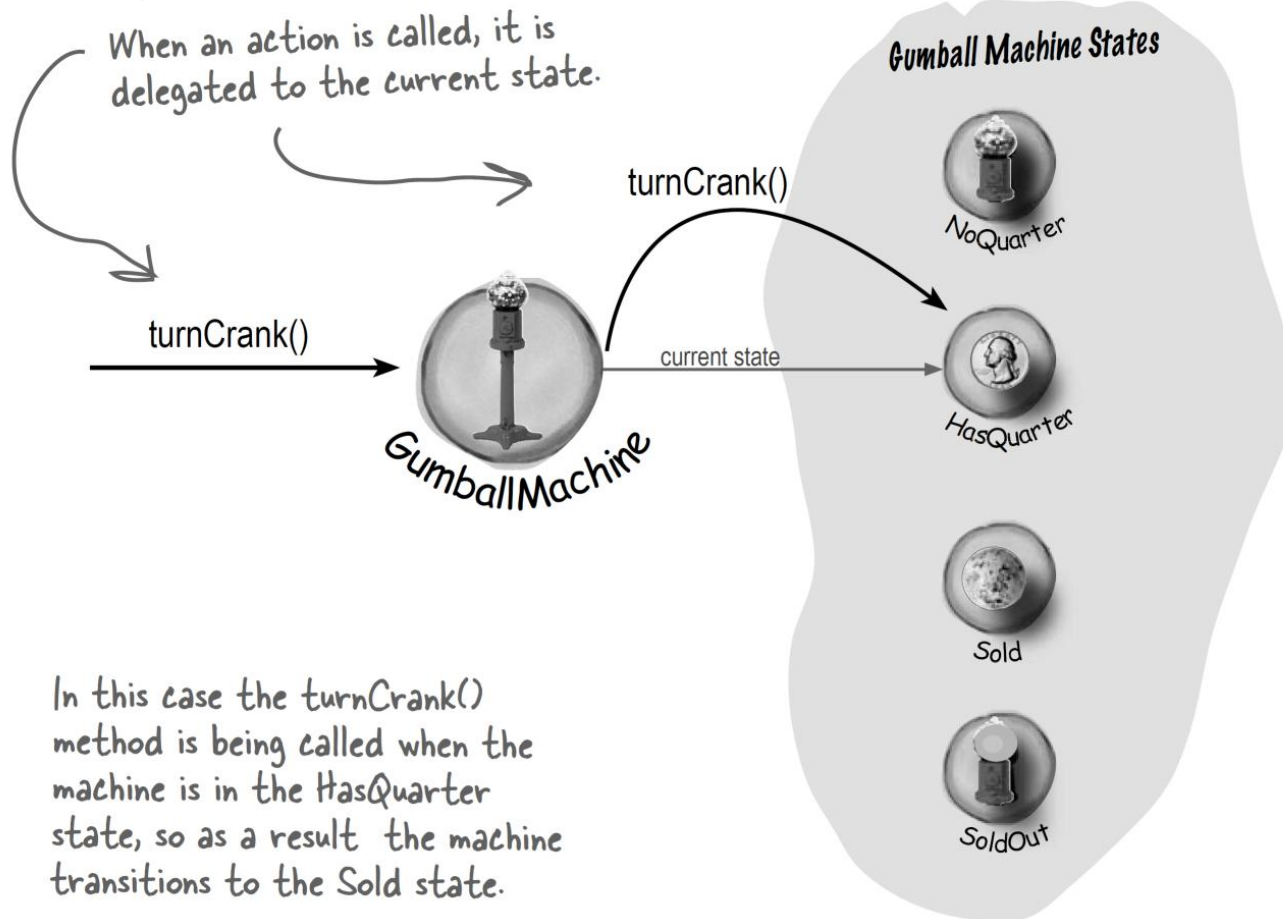 When an action is called, it is
delegated to the current state.
Gumball Machine States
turnCrank()
turnCrank()
current state
GumballMachine
NoQuarter
HasQuarter
Sold
SoldOut
In this case the turnCrank()
method is being called when the
machine is in the HasQuarter
state, so as a result the machine
transitions to the Sold state.